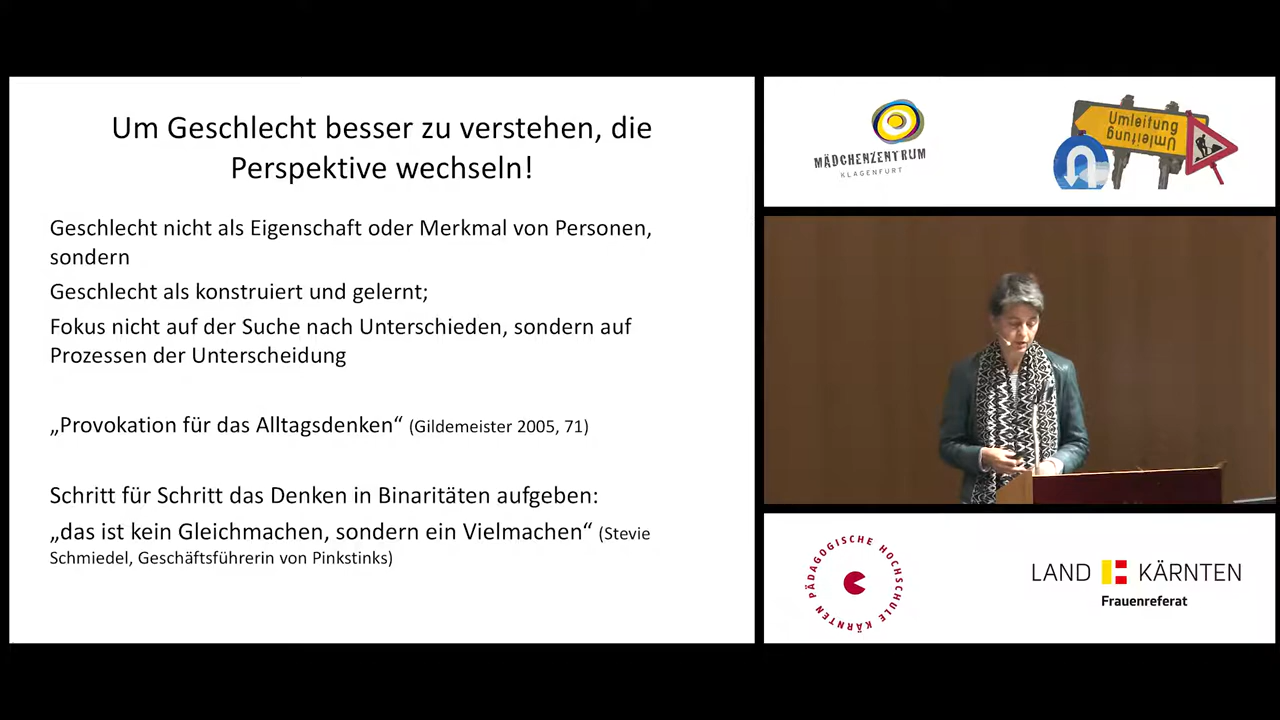 Um Geschlecht besser zu verstehen, die
Perspektive wechseln!
Geschlecht nicht als Eigenschaft oder Merkmal von Personen,
sondern
Geschlecht als konstruiert und gelernt;
Fokus nicht auf der Suche nach Unterschieden, sondern auf
Prozessen der Unterscheidung
„Provokation für das Alltagsdenken“ (Gildemeister 2005, 71)
Schritt für Schritt das Denken in Binaritäten aufgeben:
„das ist kein Gleichmachen, sondern ein Vielmachen“ (Stevie
Schmiedel, Geschäftsführerin von Pinkstinks)
MÄDCHENZENTRUM
KLAGENFURT
Umleitung
Umleitung
PÄDAGOGISCHE HOCHSCHULE KÄRNTEN
LAND KÄRNTEN
Frauenreferat